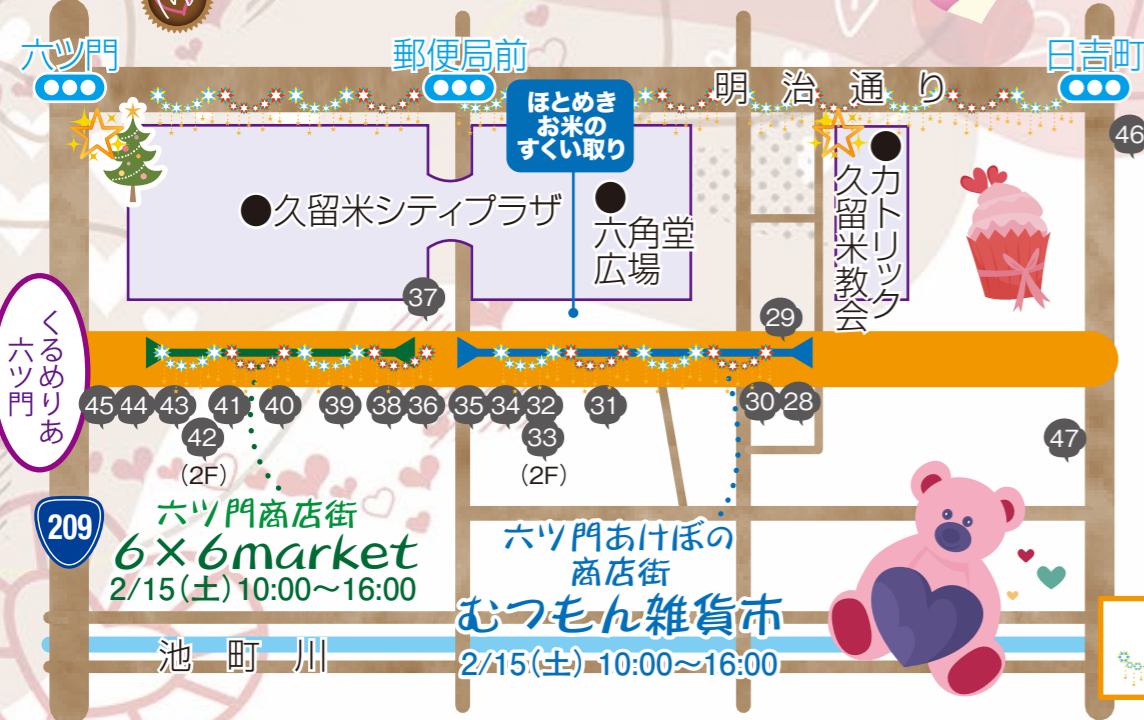 六ツ門
郵便局前
日吉町
明治通り
ほとめき
お米の
すくい取り
46
●久留米シティプラザ
●
六角堂
広場
●カトリック
久留米教会
37
29
くるめりあ
六ツ門
45 44 43 41 40 39 38 36 35 34 32 31 30 28
42
(2F)
33
(2F)
47
209
六ツ門商店街
6×6market
2/15(土)10:00～16:00
六ツ門あけぼの
商店街
むつもん雑貨市
2/15(土) 10:00～16:00
池町川